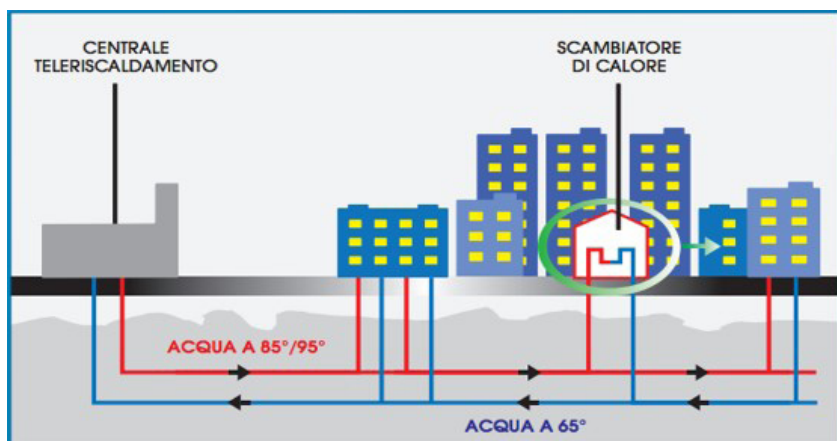 CENTRALE
TELERISCALDAMENTO
SCAMBIATORE
DI CALORE
ACQUA A 85°/95°
ACQUA A 65°